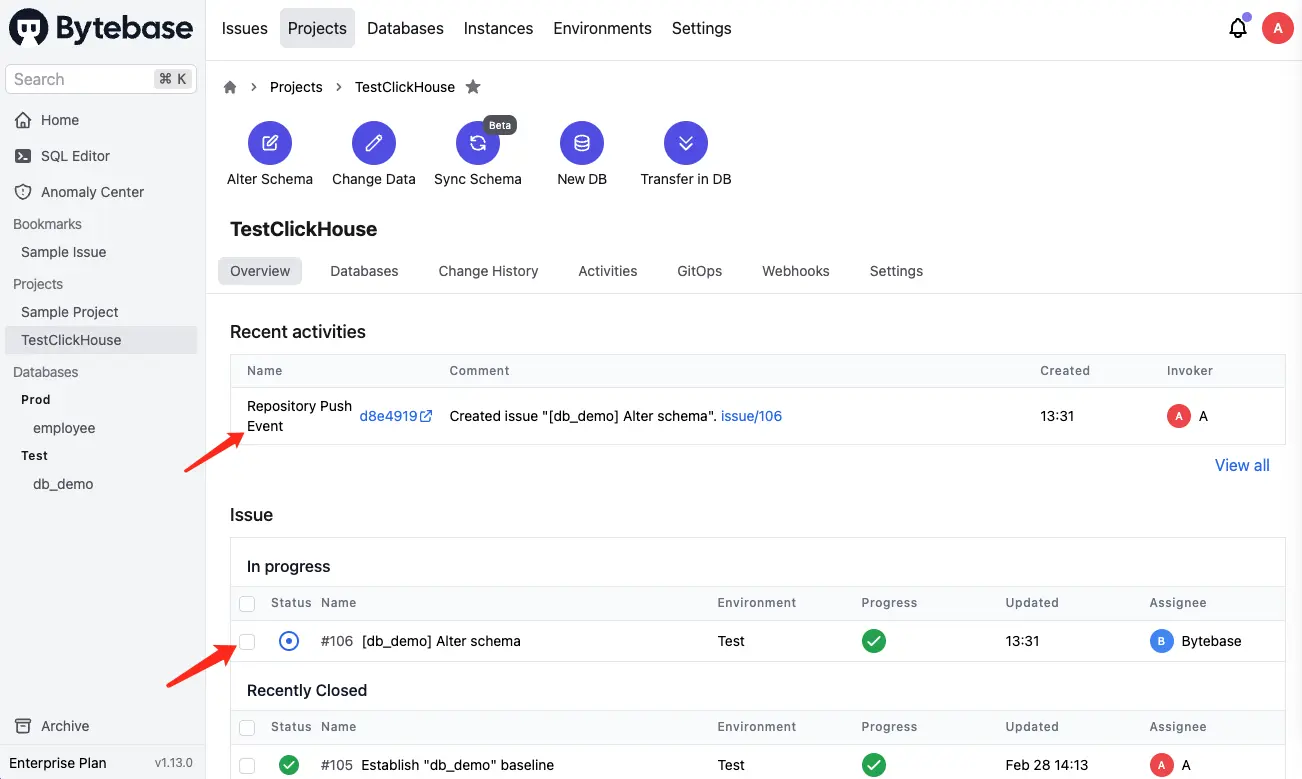 Bytebase
Issues Projects Databases Instances Environments Settings
A
Search ⌘ K
Home
SQL Editor
Anomaly Center
Bookmarks
Sample Issue
Projects
Sample Project
TestClickHouse
Databases
Prod
employee
Test
db_demo
Archive
Enterprise Plan v1.13.0
Projects > TestClickHouse
Beta
Alter Schema Change Data Sync Schema New DB Transfer in DB
TestClickHouse
Overview Databases Change History Activities GitOps Webhooks Settings
Recent activities
Name Comment Created Invoker
Repository Push
Event
d8e4919 Created issue "[db_demo] Alter schema". issue/106 13:31 A A
View all
Issue
In progress
Status Name Environment Progress Updated Assignee
#106 [db_demo] Alter schema Test 13:31 B Bytebase
Recently Closed
Status Name Environment Progress Updated Assignee
#105 Establish "db_demo" baseline Test Feb 28 14:13 A A